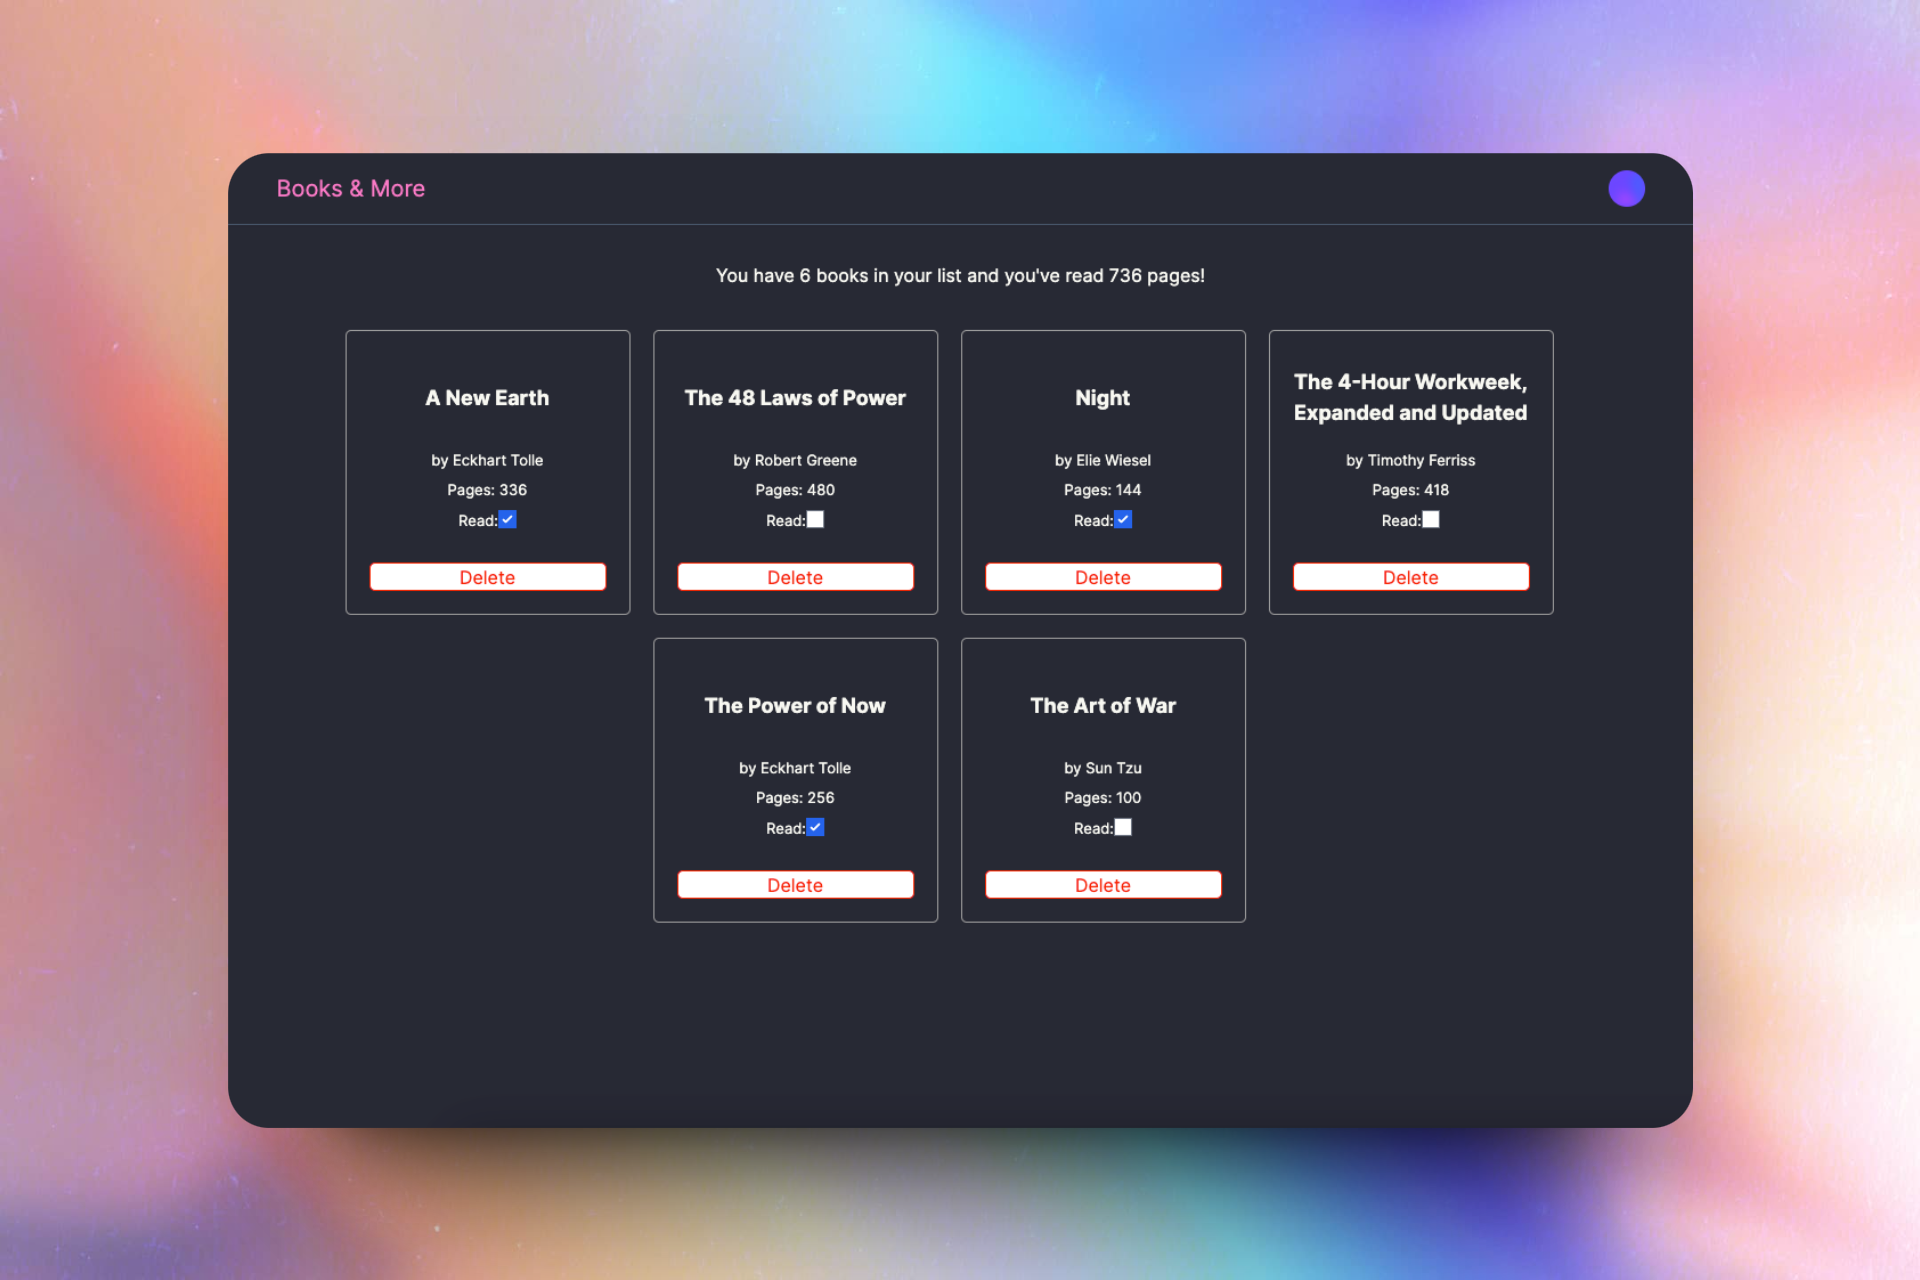 Books & More
You have 6 books in your list and you've read 736 pages!
A New Earth
by Eckhart Tolle
Pages: 336
Read:
Delete
The 48 Laws of Power
by Robert Greene
Pages: 480
Read:
Delete
Night
by Elie Wiesel
Pages: 144
Read:
Delete
The 4-Hour Workweek,
Expanded and Updated
by Timothy Ferriss
Pages: 418
Read:
Delete
The Power of Now
by Eckhart Tolle
Pages: 256
Read:
Delete
The Art of War
by Sun Tzu
Pages: 100
Read:
Delete